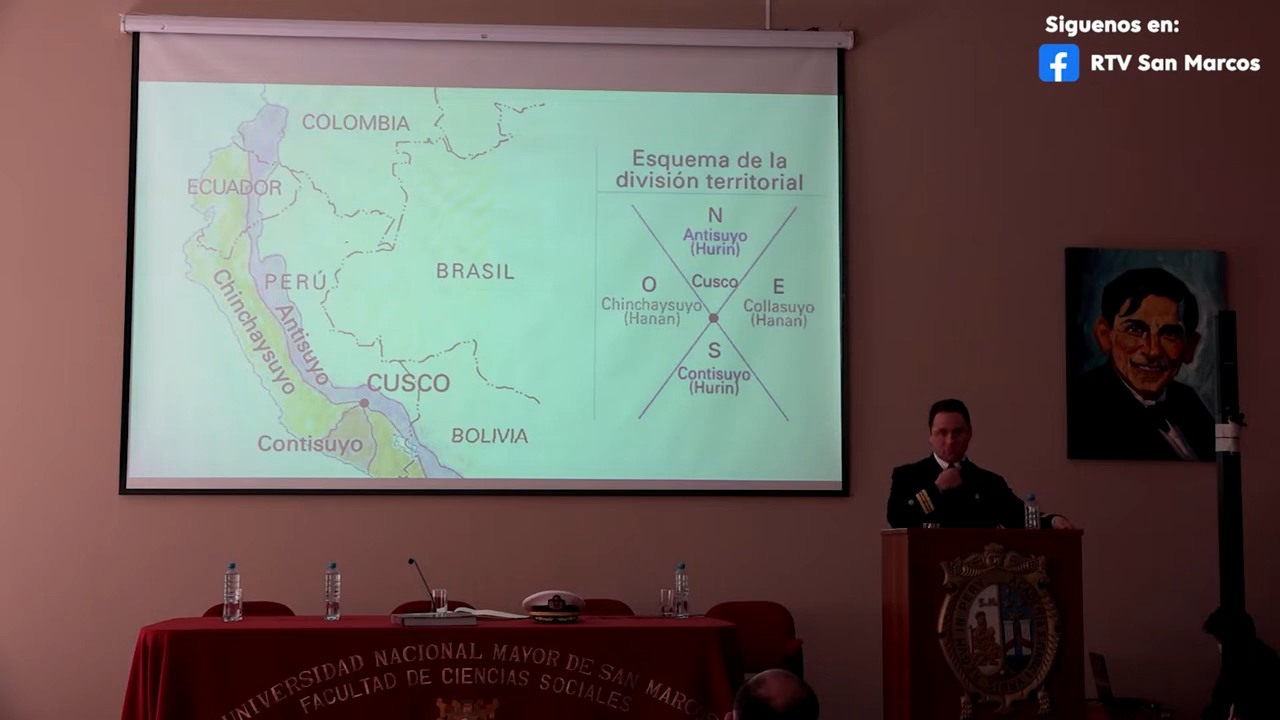 Siguenos en:
RTV San Marcos
COLOMBIA
ECUADOR
PERÚ
BRASIL
Chinchaysuyo
Antisuyo
CUSCO
Contisuyo
BOLIVIA
Esquema de la
división territorial
N
Antisuyo
(Hurin)
Cusco
O
Chinchaysuyo
(Hanan)
E
Collasuyo
(Hanan)
S
Contisuyo
(Hurin)
UNIVERSIDAD NACIONAL MAYOR DE SAN MARCOS
FACULTAD DE CIENCIAS SOCIALES